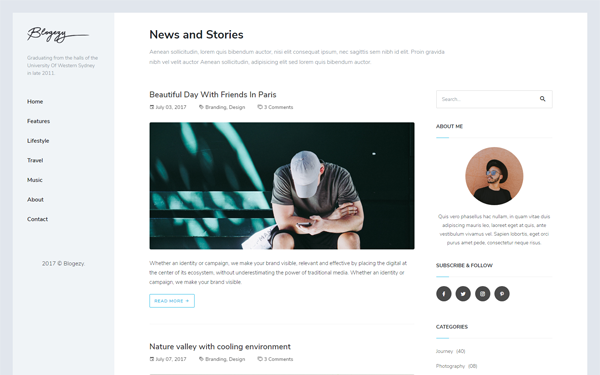 Blogezy
Graduating from the halls of the
University Of Western Sydney
in late 2011.
Home
Features
Lifestyle
Travel
Music
About
Contact
2017 © Blogezy.
News and Stories
Aenean sollicitudin, lorem quis bibendum auctor, nisi elit consequat ipsum, nec sagittis sem nibh id elit. Proin gravida
nibh vel velit auctor Aenean sollicitudin, adipisicing elit sed lorem quis bibendum auctor.
Beautiful Day With Friends In Paris
July 03, 2017 Branding, Design 3 Comments
Whether an identity or campaign, we make your brand visible, relevant and effective by placing the digital at
the center of its ecosystem, without underestimating the power of traditional media. Whether an identity or
campaign, we make your brand visible.
READ MORE
Nature valley with cooling environment
July 07, 2017 Branding, Design 3 Comments
Search...
ABOUT ME
Quis vero phasellus hac nullam, in quam vitae duis
adipiscing mauris leo, laoreet eget at quis, ante
vestibulum vivamus vel. Sapien lobortis, eget orci
purus amet pede, consectetur neque risus.
SUBSCRIBE & FOLLOW
CATEGORIES
Journey (40)
Photography (08)